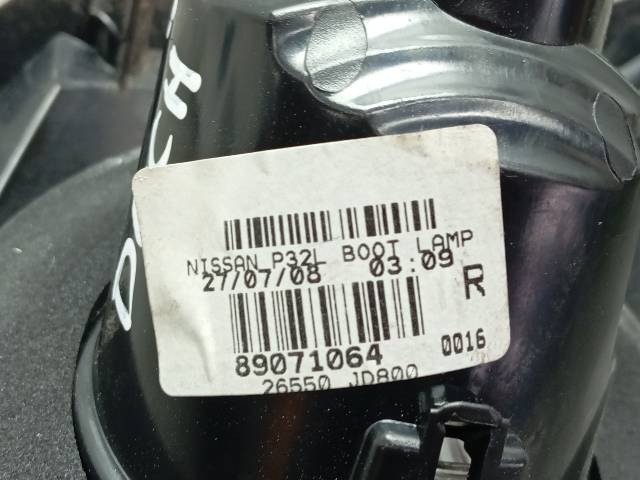 NISSAN P32L BOOT LAMP
27/07/08 03:09
R
89071064 0016
26550 JD800